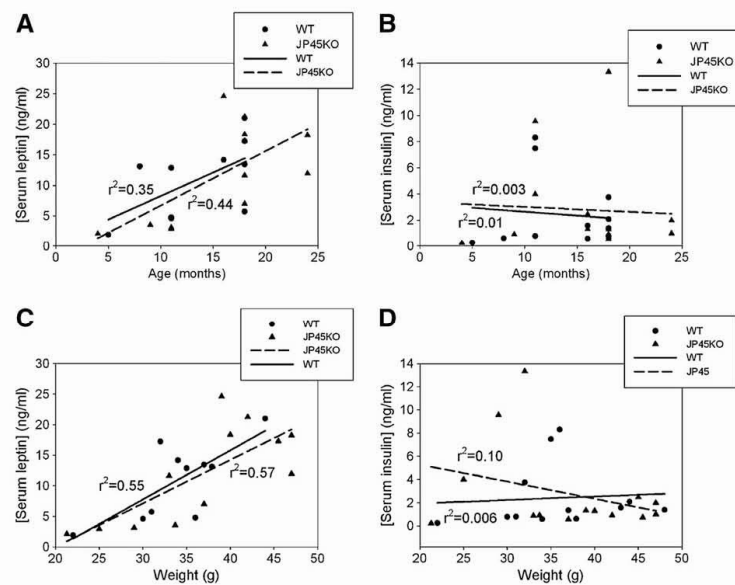 A
WT
JP45KO
WT
JP45KO
[Serum leptin] (ng/ml)
30
25
20
15
10
5
0
r²=0.35
r²=0.44
0 5 10 15 20 25
Age (months)
B
WT
JP45KO
WT
JP45KO
[Serum insulin] (ng/ml)
14
12
10
8
6
4
2
0
r²=0.003
r²=0.01
0 5 10 15 20 25
Age (months)
C
WT
JP45KO
JP45KO
WT
[Serum leptin] (ng/ml)
30
25
20
15
10
5
0
r²=0.55
r²=0.57
20 25 30 35 40 45 50
Weight (g)
D
WT
JP45KO
WT
JP45
[Serum insulin] (ng/ml)
14
12
10
8
6
4
2
0
r²=0.10
r²=0.006
20 25 30 35 40 45 50
Weight (g)